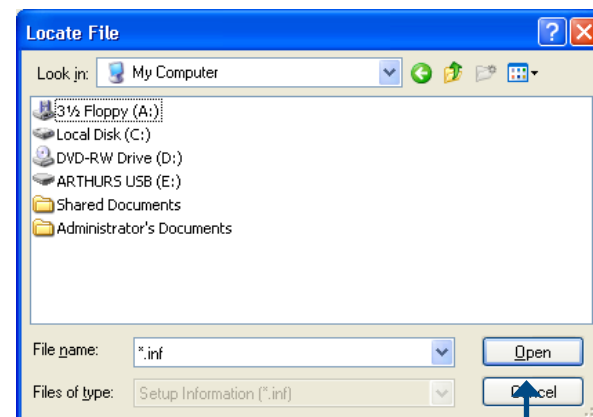 Locate File
Look in: My Computer
3½ Floppy (A:)
Local Disk (C:)
DVD-RW Drive (D:)
ARTHURS USB (E:)
Shared Documents
Administrator's Documents
File name: *.inf Open
Files of type: Setup Information (*.inf) Cancel